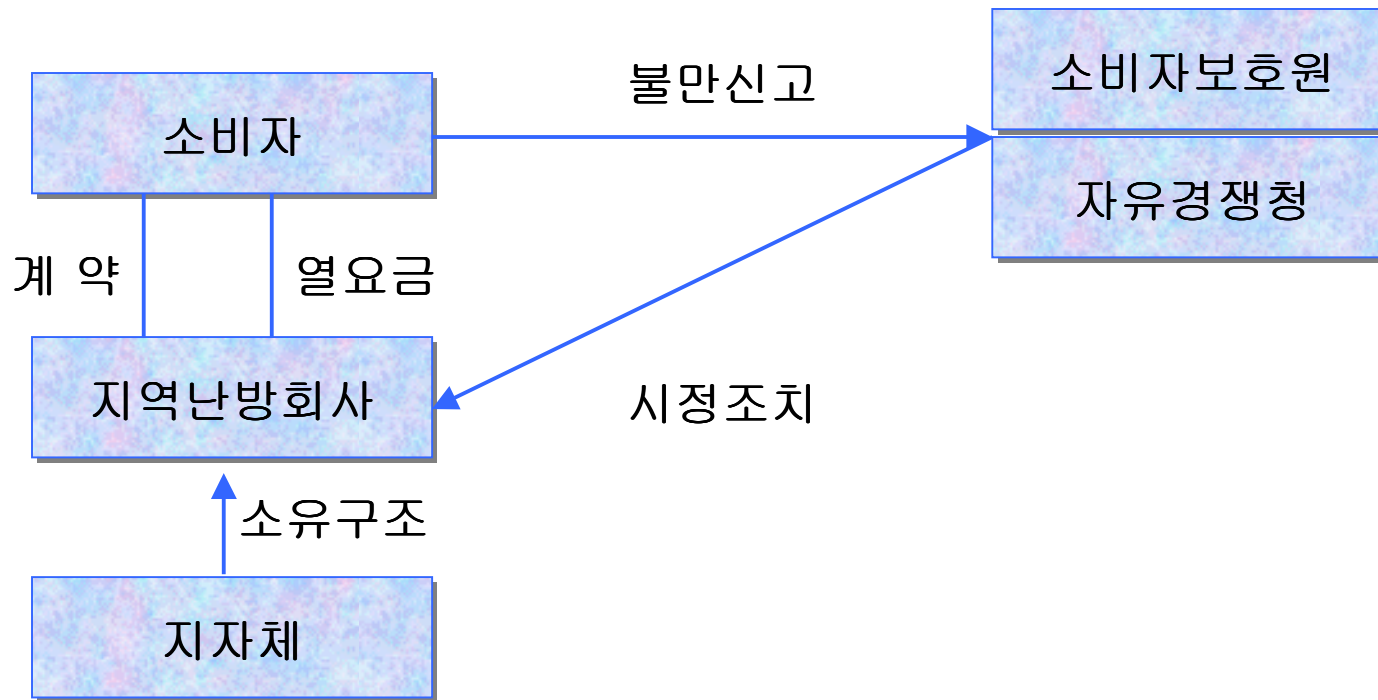 소비자보호원
불만신고
소비자
자유경쟁청
계 약
열요금
지역난방회사
시정조치
소유구조
지자체